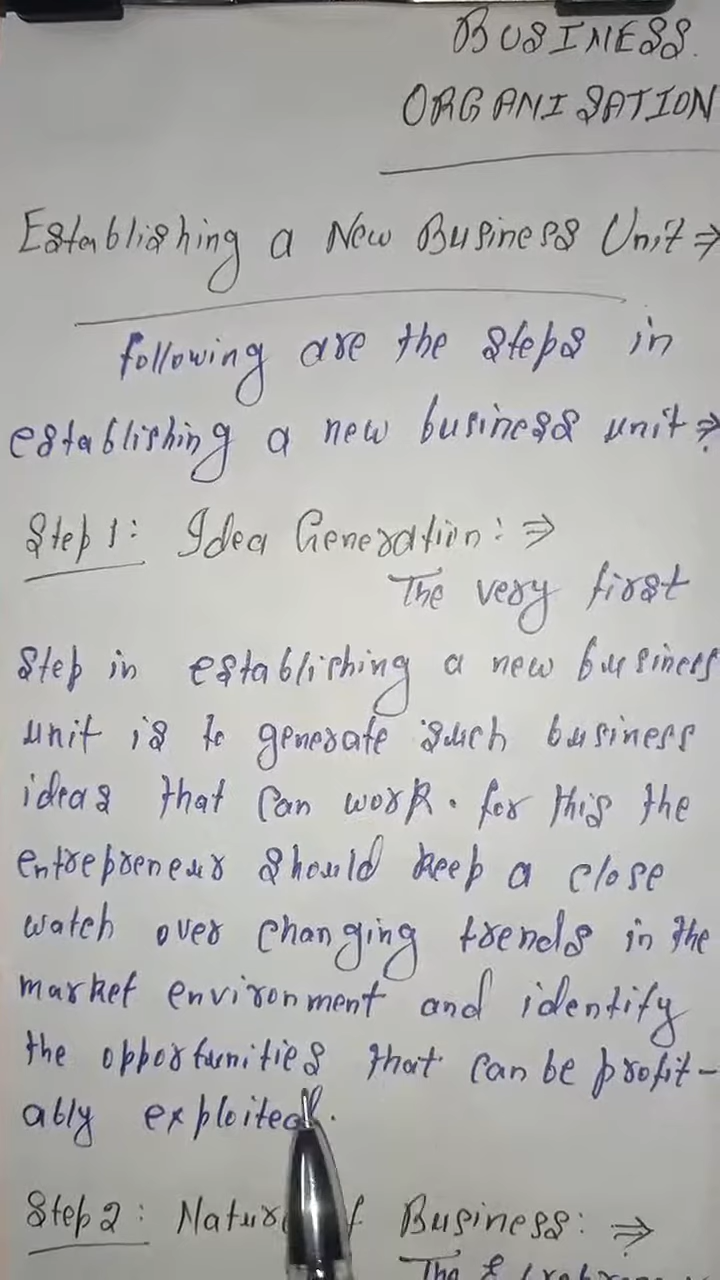 BUSINESS
ORGANISATION
Establishing a New Business Unit ⇒
following are the steps in
establishing a new business unit ⇒
Step 1: Idea Generation: ⇒
The very first
Step in establishing a new business
unit is to generate such business
ideas that can work. for this the
entrepreneur should keep a close
watch over changing trends in the
market environment and identify
the opportunities that can be profit-
ably exploited.
Step 2: Nature of Business: ⇒
The